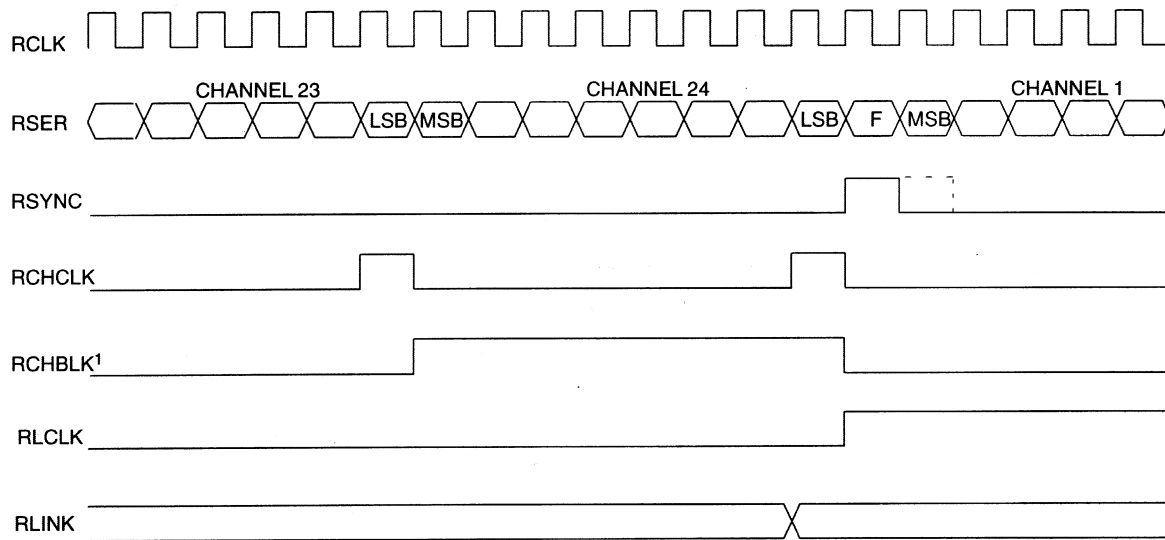 RCLK
CHANNEL 23 CHANNEL 24 CHANNEL 1
RSER LSB MSB LSB F MSB
RSYNC
RCHCLK
RCHBLK¹
RLCLK
RLINK